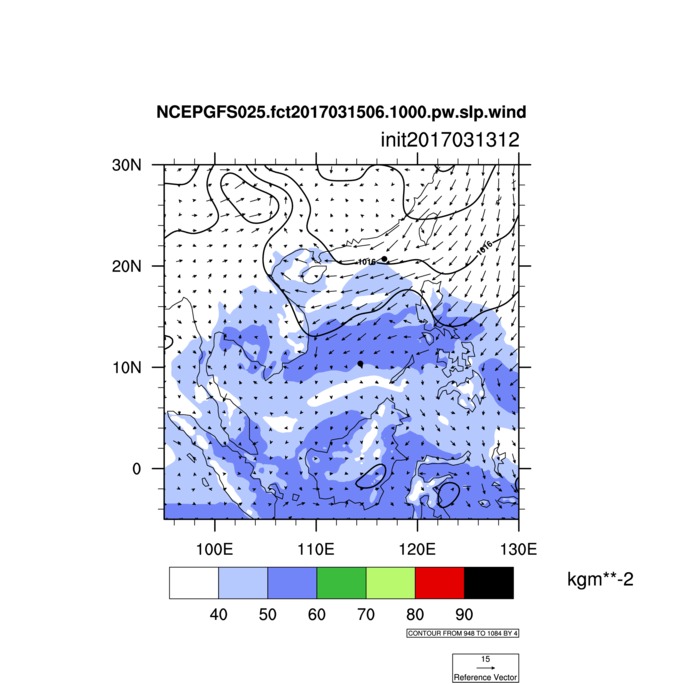 NCEPGFS025.fct2017031506.1000.pw.slp.wind
init2017031312
30N
1016
20N
1016
10N
0
100E 110E 120E 130E
kgm**-2
40 50 60 70 80 90
CONTOUR FROM 948 TO 1084 BY 4
15
Reference Vector